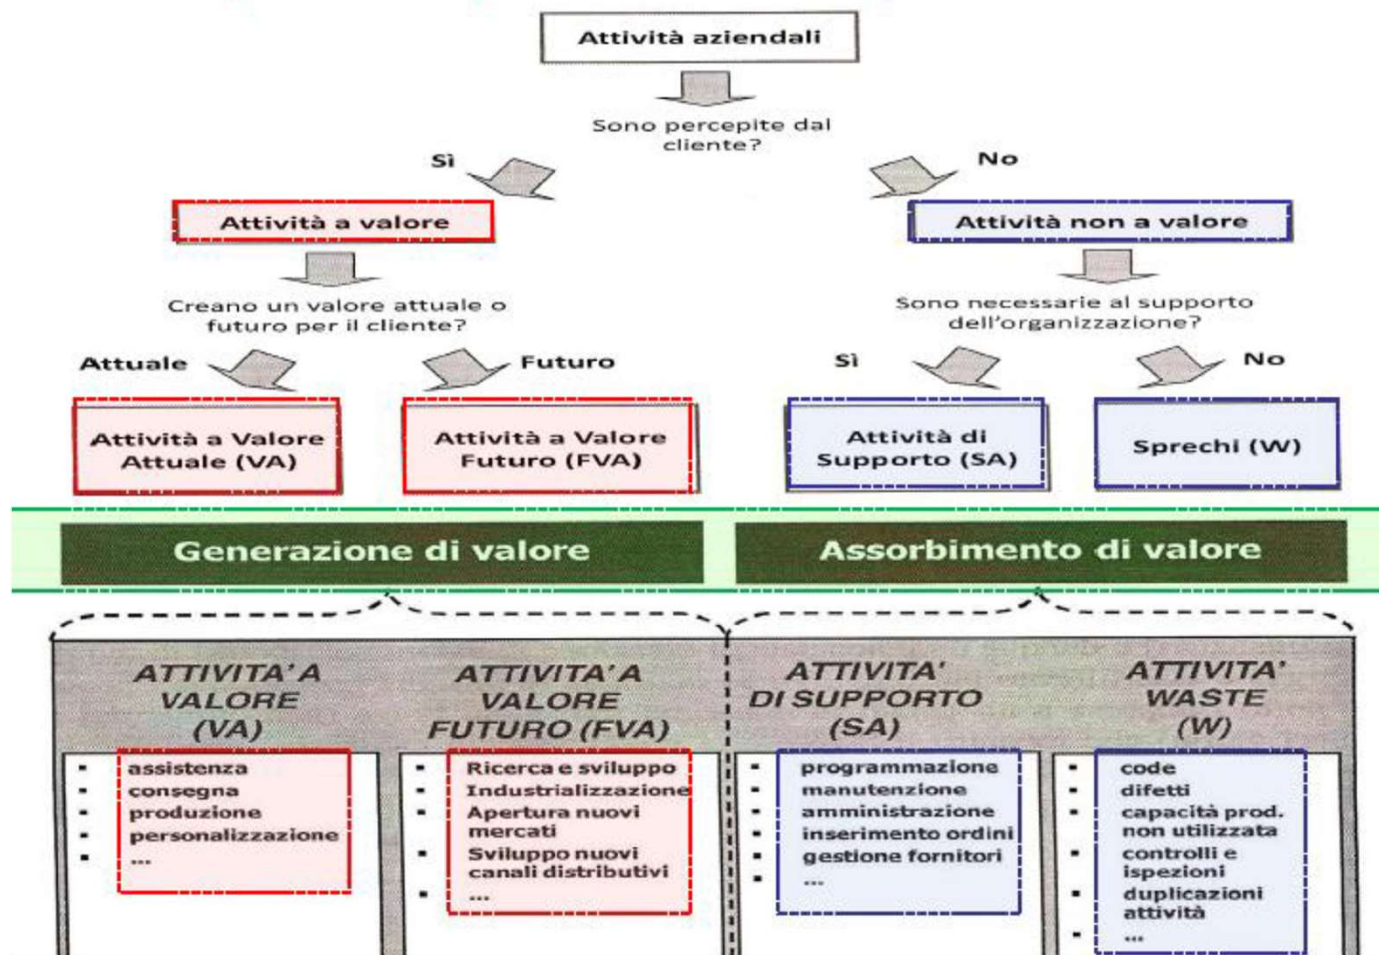 Attività aziendali
Sono percepite dal
cliente?
Sì
No
Attività a valore
Attività non a valore
Creano un valore attuale o
futuro per il cliente?
Sono necessarie al supporto
dell'organizzazione?
Attuale
Futuro
Sì
No
Attività a Valore
Attuale (VA)
Attività a Valore
Futuro (FVA)
Attività di
Supporto (SA)
Sprechi (W)
Generazione di valore
Assorbimento di valore
ATTIVITA' A
VALORE
(VA)
ATTIVITA' A
VALORE
FUTURO (FVA)
ATTIVITA'
DI SUPPORTO
(SA)
ATTIVITA'
WASTE
(W)
▪ assistenza
▪ consegna
▪ produzione
▪ personalizzazione
▪ ...
▪ Ricerca e sviluppo
▪ Industrializzazione
▪ Apertura nuovi
mercati
▪ Sviluppo nuovi
canali distributivi
▪ ...
▪ programmazione
▪ manutenzione
▪ amministrazione
▪ inserimento ordini
▪ gestione fornitori
▪ ...
▪ code
▪ difetti
▪ capacità prod.
non utilizzata
▪ controlli e
ispezioni
▪ duplicazioni
attività
▪ ...